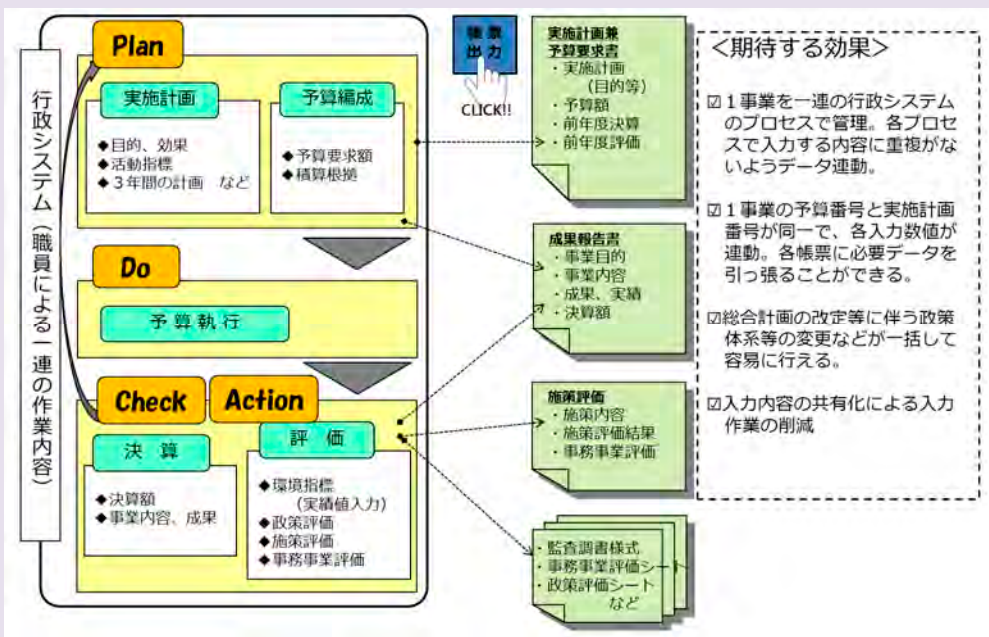 行政システム（職員による一連の作業内容）
Plan
実施計画
◆目的、効果
◆活動指標
◆３年間の計画　など
予算編成
◆予算要求額
◆積算根拠
Do
予算執行
Check
Action
決　算
◆決算額
◆事業内容、成果
評　価
◆環境指標
（実績値入力）
◆政策評価
◆施策評価
◆事務事業評価
帳票
出力
CLICK!!
実施計画兼
予算要求書
・実施計画
（目的等）
・予算額
・前年度決算
・前年度評価
成果報告書
・事業目的
・事業内容
・成果、実績
・決算額
施策評価
・施策内容
・施策評価結果
・事務事業評価
・監査調書様式
・事務事業評価シート
・政策評価シート
など
＜期待する効果＞
☑１事業を一連の行政システム
のプロセスで管理。各プロセ
スで入力する内容に重複がな
いようデータ連動。
☑１事業の予算番号と実施計画
番号が同一で、各入力数値が
連動。各帳票に必要データを
引っ張ることができる。
☑総合計画の改定等に伴う政策
体系等の変更などが一括して
容易に行える。
☑入力内容の共有化による入力
作業の削減